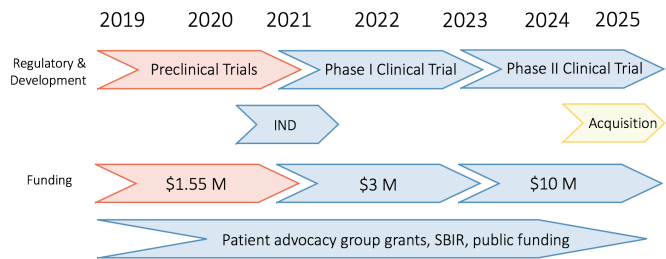 2019 2020 2021 2022 2023 2024 2025
Regulatory &
Development
Preclinical Trials Phase I Clinical Trial Phase II Clinical Trial
IND Acquisition
Funding $1.55 M $3 M $10 M
Patient advocacy group grants, SBIR, public funding